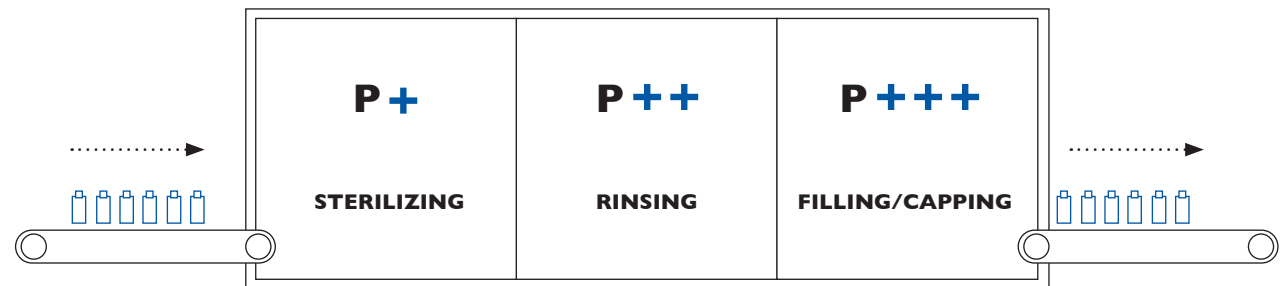 P + P + + P + + +
STERILIZING RINSING FILLING/CAPPING